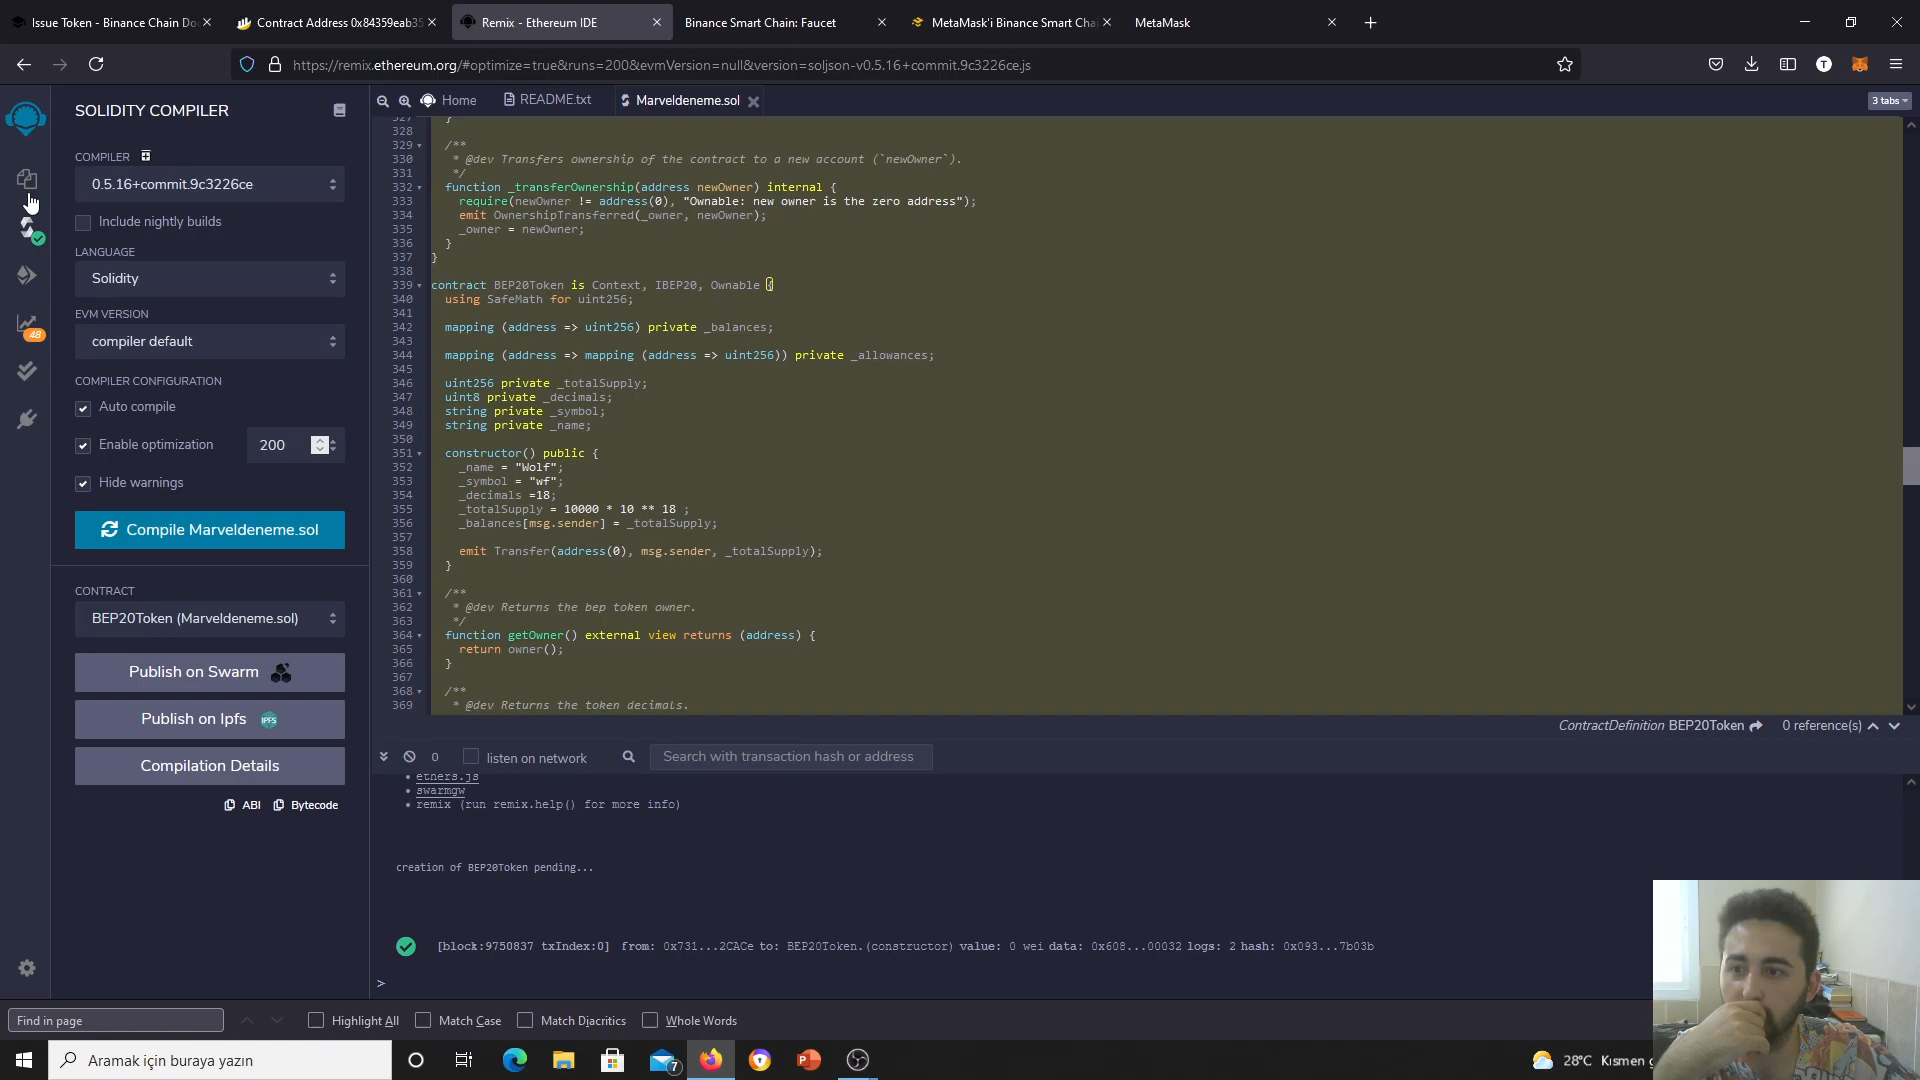 Issue Token - Binance Chain Do
Contract Address 0x84359eab35
Remix - Ethereum IDE
Binance Smart Chain: Faucet
MetaMask'i Binance Smart Cha
MetaMask
https://remix.ethereum.org/#optimize=true&runs=200&evmVersion=null&version=soljson-v0.5.16+commit.9c3226ce.js
T
SOLIDITY COMPILER
COMPILER
0.5.16+commit.9c3226ce
Include nightly builds
LANGUAGE
Solidity
EVM VERSION
compiler default
48
COMPILER CONFIGURATION
Auto compile
Enable optimization 200
Hide warnings
Compile Marveldeneme.sol
CONTRACT
BEP20Token (Marveldeneme.sol)
Publish on Swarm
Publish on Ipfs IPFS
Compilation Details
ABI Bytecode
Home README.txt Marveldeneme.sol
3 tabs
327 }
328
329 /**
330 * @dev Transfers ownership of the contract to a new account (`newOwner`).
331 */
332 function _transferOwnership(address newOwner) internal {
333 require(newOwner != address(0), "Ownable: new owner is the zero address");
334 emit OwnershipTransferred(_owner, newOwner);
335 _owner = newOwner;
336 }
337 }
338
339 contract BEP20Token is Context, IBEP20, Ownable {
340 using SafeMath for uint256;
341
342 mapping (address => uint256) private _balances;
343
344 mapping (address => mapping (address => uint256)) private _allowances;
345
346 uint256 private _totalSupply;
347 uint8 private _decimals;
348 string private _symbol;
349 string private _name;
350
351 constructor() public {
352 _name = "Wolf";
353 _symbol = "wf";
354 _decimals =18;
355 _totalSupply = 10000 * 10 ** 18 ;
356 _balances[msg.sender] = _totalSupply;
357
358 emit Transfer(address(0), msg.sender, _totalSupply);
359 }
360
361 /**
362 * @dev Returns the bep token owner.
363 */
364 function getOwner() external view returns (address) {
365 return owner();
366 }
367
368 /**
369 * @dev Returns the token decimals.
ContractDefinition BEP20Token 0 reference(s)
0 listen on network Search with transaction hash or address
• ethers.js
• swarmgw
• remix (run remix.help() for more info)
creation of BEP20Token pending...
[block:9750837 txIndex:0] from: 0x731...2CACe to: BEP20Token.(constructor) value: 0 wei data: 0x608...00032 logs: 2 hash: 0x093...7b03b
>
Find in page Highlight All Match Case Match Diacritics Whole Words
Aramak için buraya yazın
7
28°C Kısmen